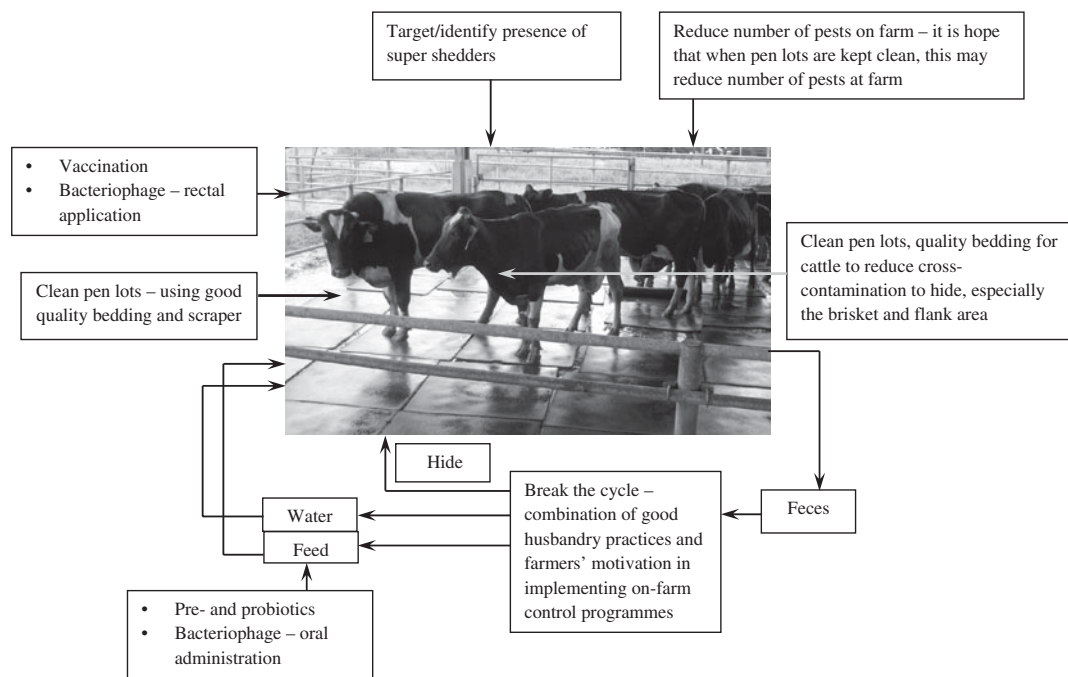 Target/identify presence of
super shedders
Reduce number of pests on farm – it is hope
that when pen lots are kept clean, this may
reduce number of pests at farm
• Vaccination
• Bacteriophage – rectal
application
Clean pen lots, quality bedding for
cattle to reduce cross-
contamination to hide, especially
the brisket and flank area
Clean pen lots – using good
quality bedding and scraper
Hide
Break the cycle –
combination of good
husbandry practices and
farmers’ motivation in
implementing on-farm
control programmes
Feces
Water
Feed
• Pre- and probiotics
• Bacteriophage – oral
administration